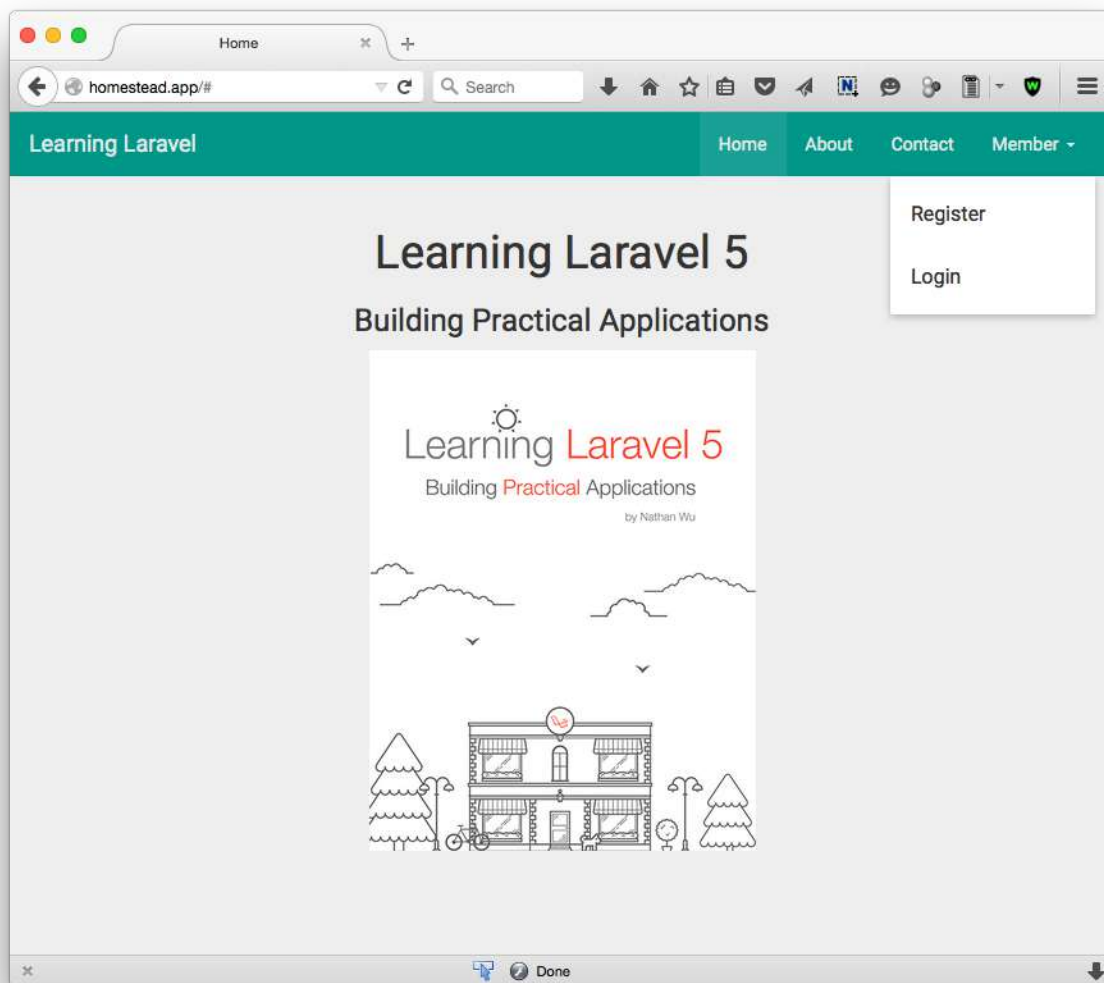 Home
homestead.app/#
Search
Learning Laravel
Home About Contact Member
Register
Login
Learning Laravel 5
Building Practical Applications
Learning Laravel 5
Building Practical Applications
by Nathan Wu
Done